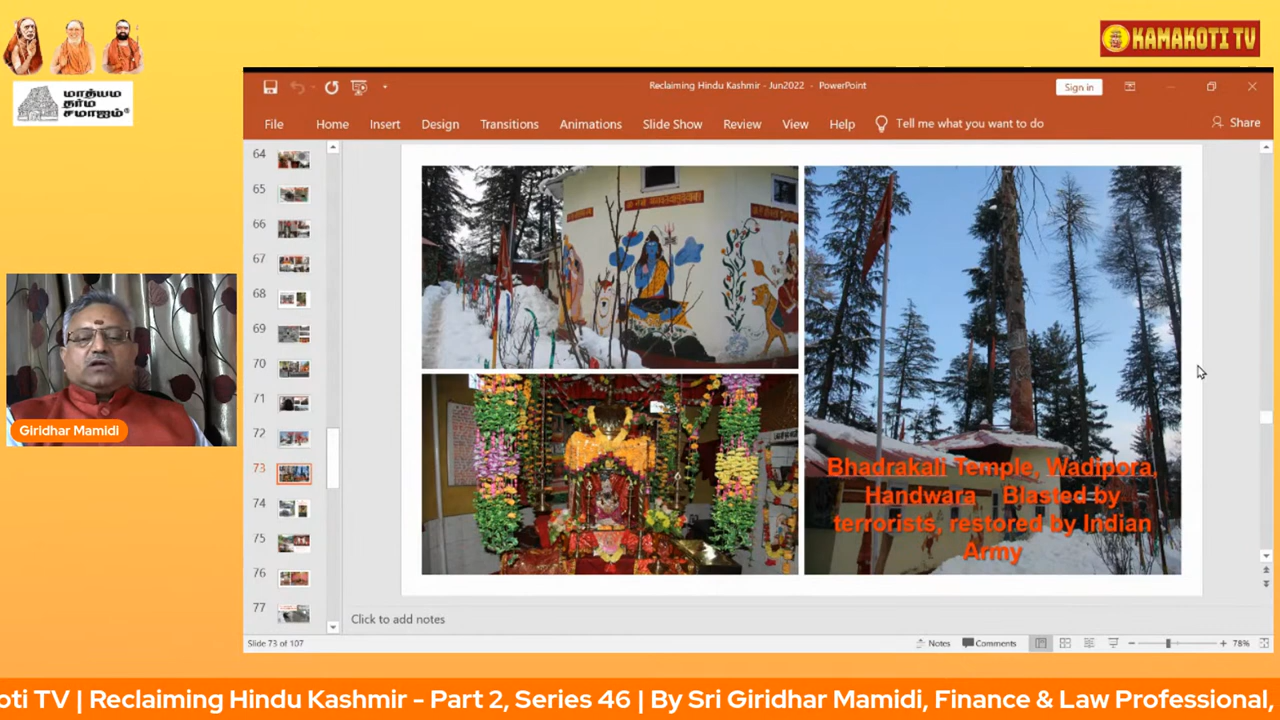 KAMAKOTI TV
மாத்யம
தர்ம
சமாஜம்®
Reclaiming Hindu Kashmir - Jun2022 - PowerPoint
Sign in
File Home Insert Design Transitions Animations Slide Show Review View Help Tell me what you want to do Share
64
65
66
67
68
69
70
71
72
73
74
75
76
77
Bhadrakali Temple, Wadipora,
Handwara Blasted by
terrorists, restored by Indian
Army
Giridhar Mamidi
Click to add notes
Slide 73 of 107
Notes Comments 78%
oti TV | Reclaiming Hindu Kashmir - Part 2, Series 46 | By Sri Giridhar Mamidi, Finance & Law Professional,